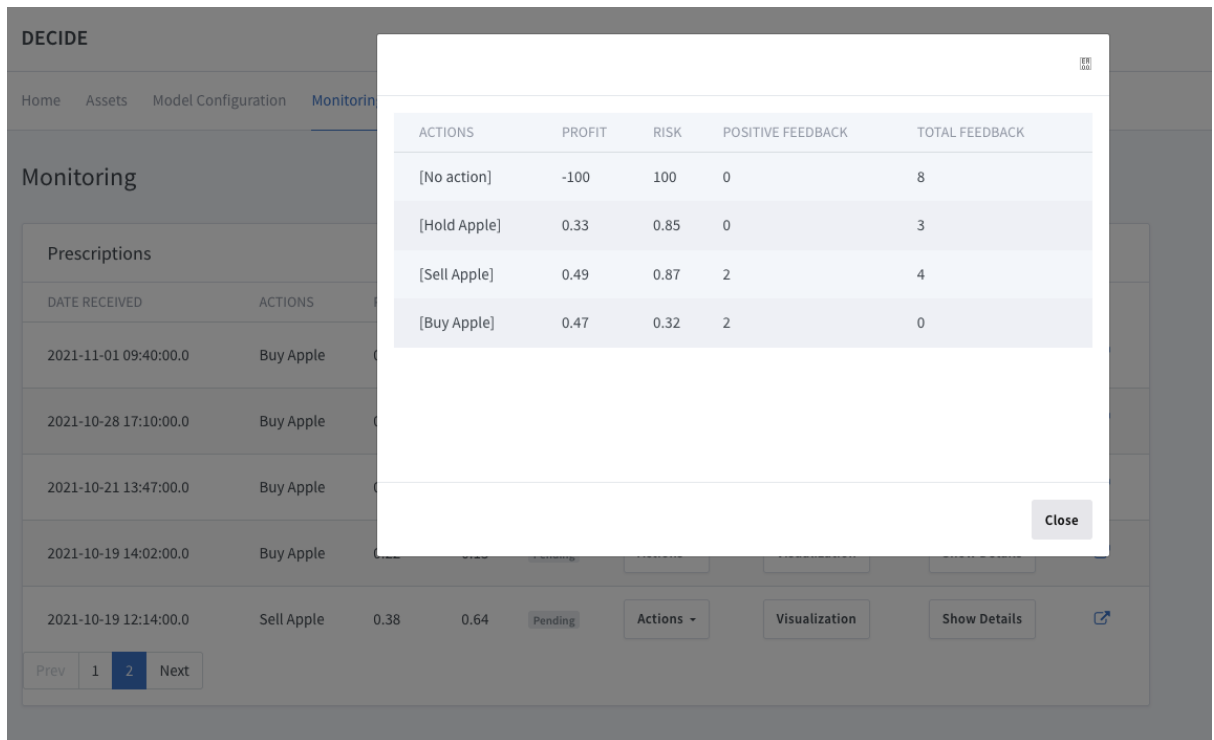 DECIDE
Home Assets Model Configuration Monitorin
ACTIONS PROFIT RISK POSITIVE FEEDBACK TOTAL FEEDBACK
[No action] -100 100 0 8
[Hold Apple] 0.33 0.85 0 3
[Sell Apple] 0.49 0.87 2 4
[Buy Apple] 0.47 0.32 2 0
Close
Monitoring
Prescriptions
DATE RECEIVED ACTIONS
2021-11-01 09:40:00.0 Buy Apple
2021-10-28 17:10:00.0 Buy Apple
2021-10-21 13:47:00.0 Buy Apple
2021-10-19 14:02:00.0 Buy Apple
2021-10-19 12:14:00.0 Sell Apple 0.38 0.64 Pending Actions Visualization Show Details
Prev 1 2 Next